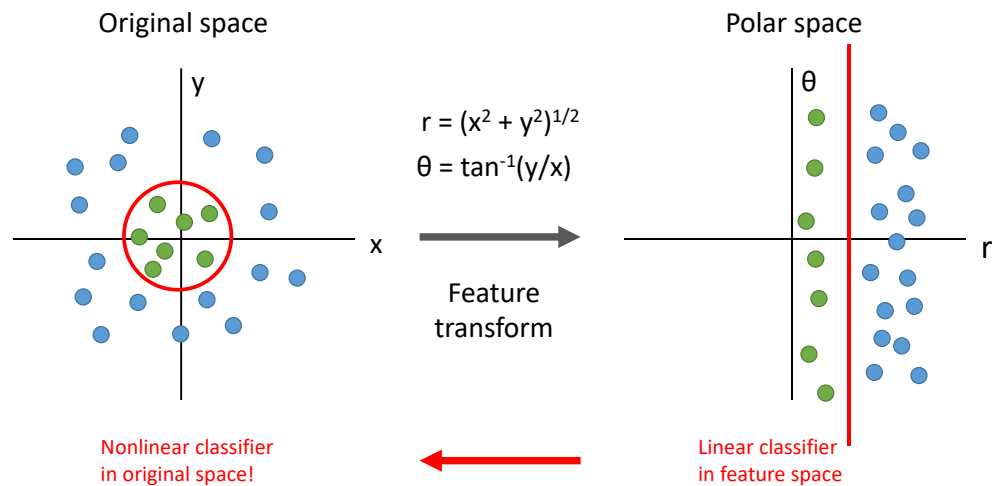 Original space
Polar space
y
θ
r = (x² + y²)¹/²
θ = tan⁻¹(y/x)
x
r
Feature
transform
Nonlinear classifier
in original space!
Linear classifier
in feature space